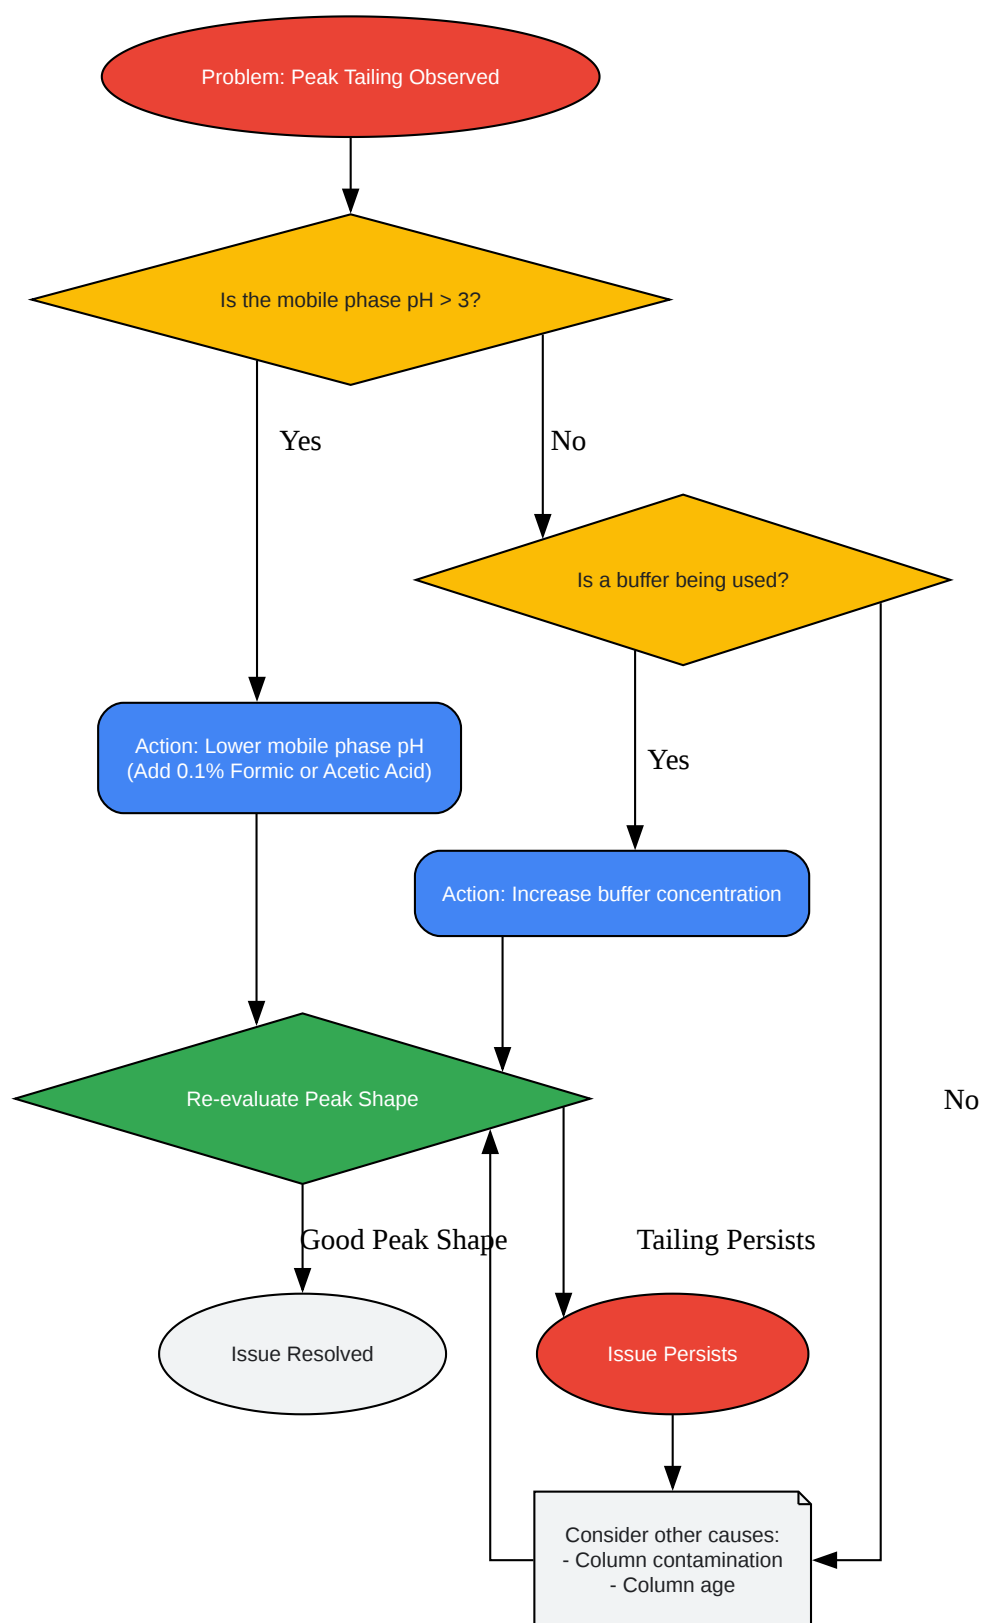 Problem: Peak Tailing Observed
Is the mobile phase pH > 3?
Yes
No
Is a buffer being used?
Action: Lower mobile phase pH
(Add 0.1% Formic or Acetic Acid)
Yes
Action: Increase buffer concentration
Re-evaluate Peak Shape
No
Good Peak Shape
Tailing Persists
Issue Resolved
Issue Persists
Consider other causes:
- Column contamination
- Column age